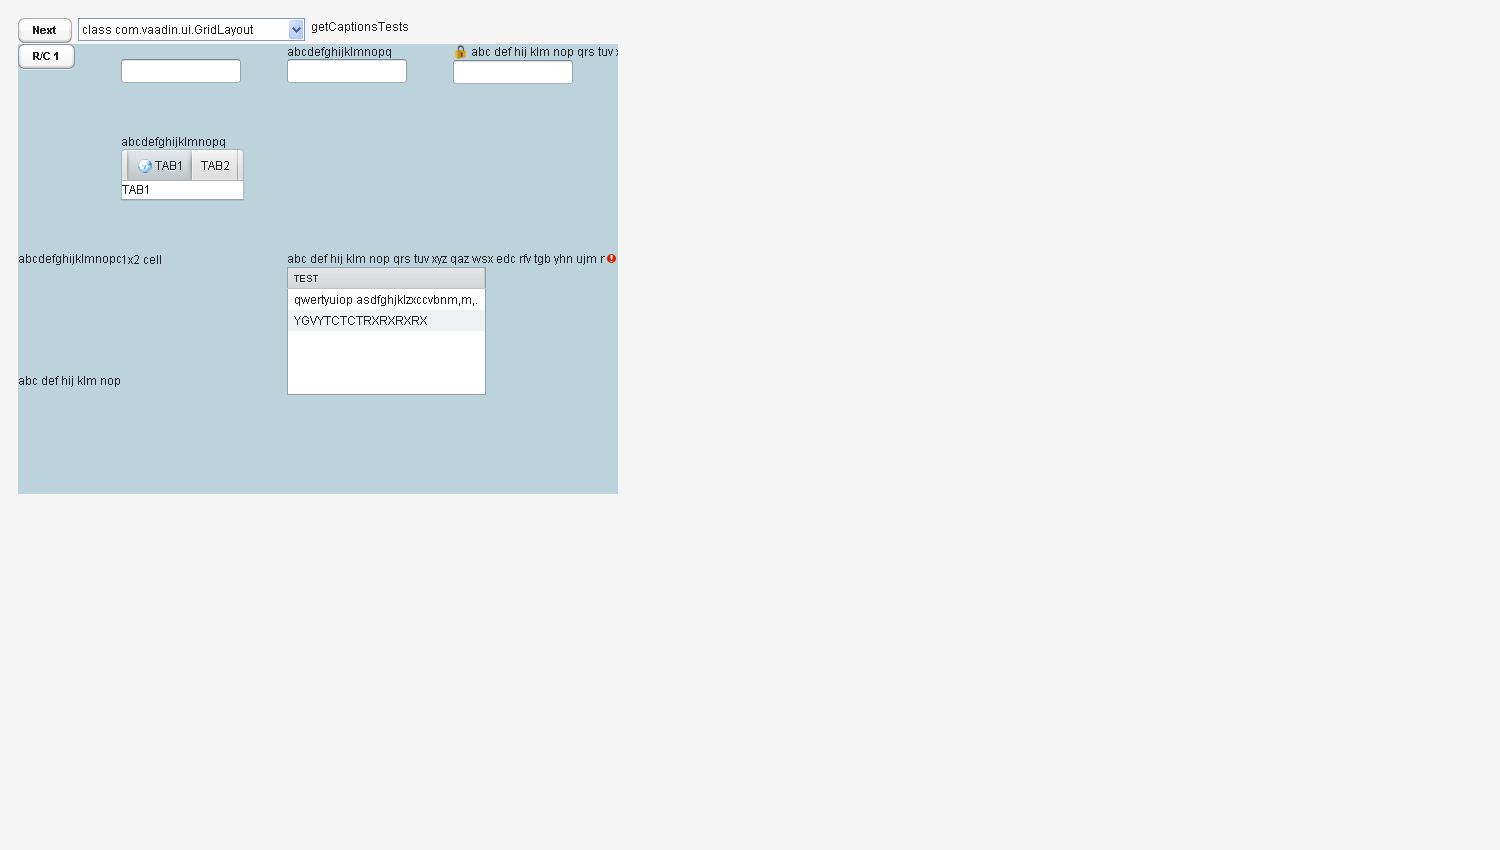 Next class com.vaadin.ui.GridLayout getCaptionsTests
R/C 1
abcdefghijklmnopq
abc def hij klm nop qrs tuv
abcdefghijklmnopq
TAB1 TAB2
TAB1
abcdefghijklmnopc1x2 cell
abc def hij klm nop qrs tuv xyz qaz wsx edc rfv tgb yhn ujm r
TEST
qwertyuiop asdfghjklzxccvbnm,m,.
YGVYTCTCTRXRXRXRX
abc def hij klm nop